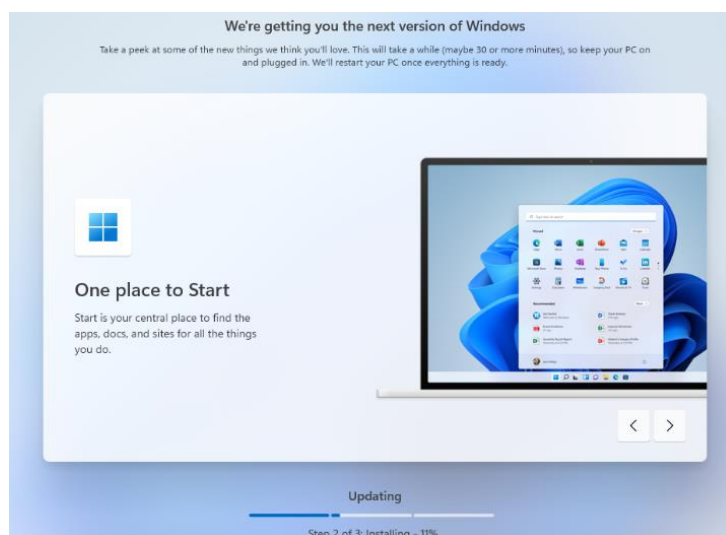 We're getting you the next version of Windows
Take a peek at some of the new things we think you'll love. This will take a while (maybe 30 or more minutes), so keep your PC on
and plugged in. We'll restart your PC once everything is ready.
One place to Start
Start is your central place to find the
apps, docs, and sites for all the things
you do.
Pinned
Recommended
Updating
Step 2 of 3: Installing - 11%